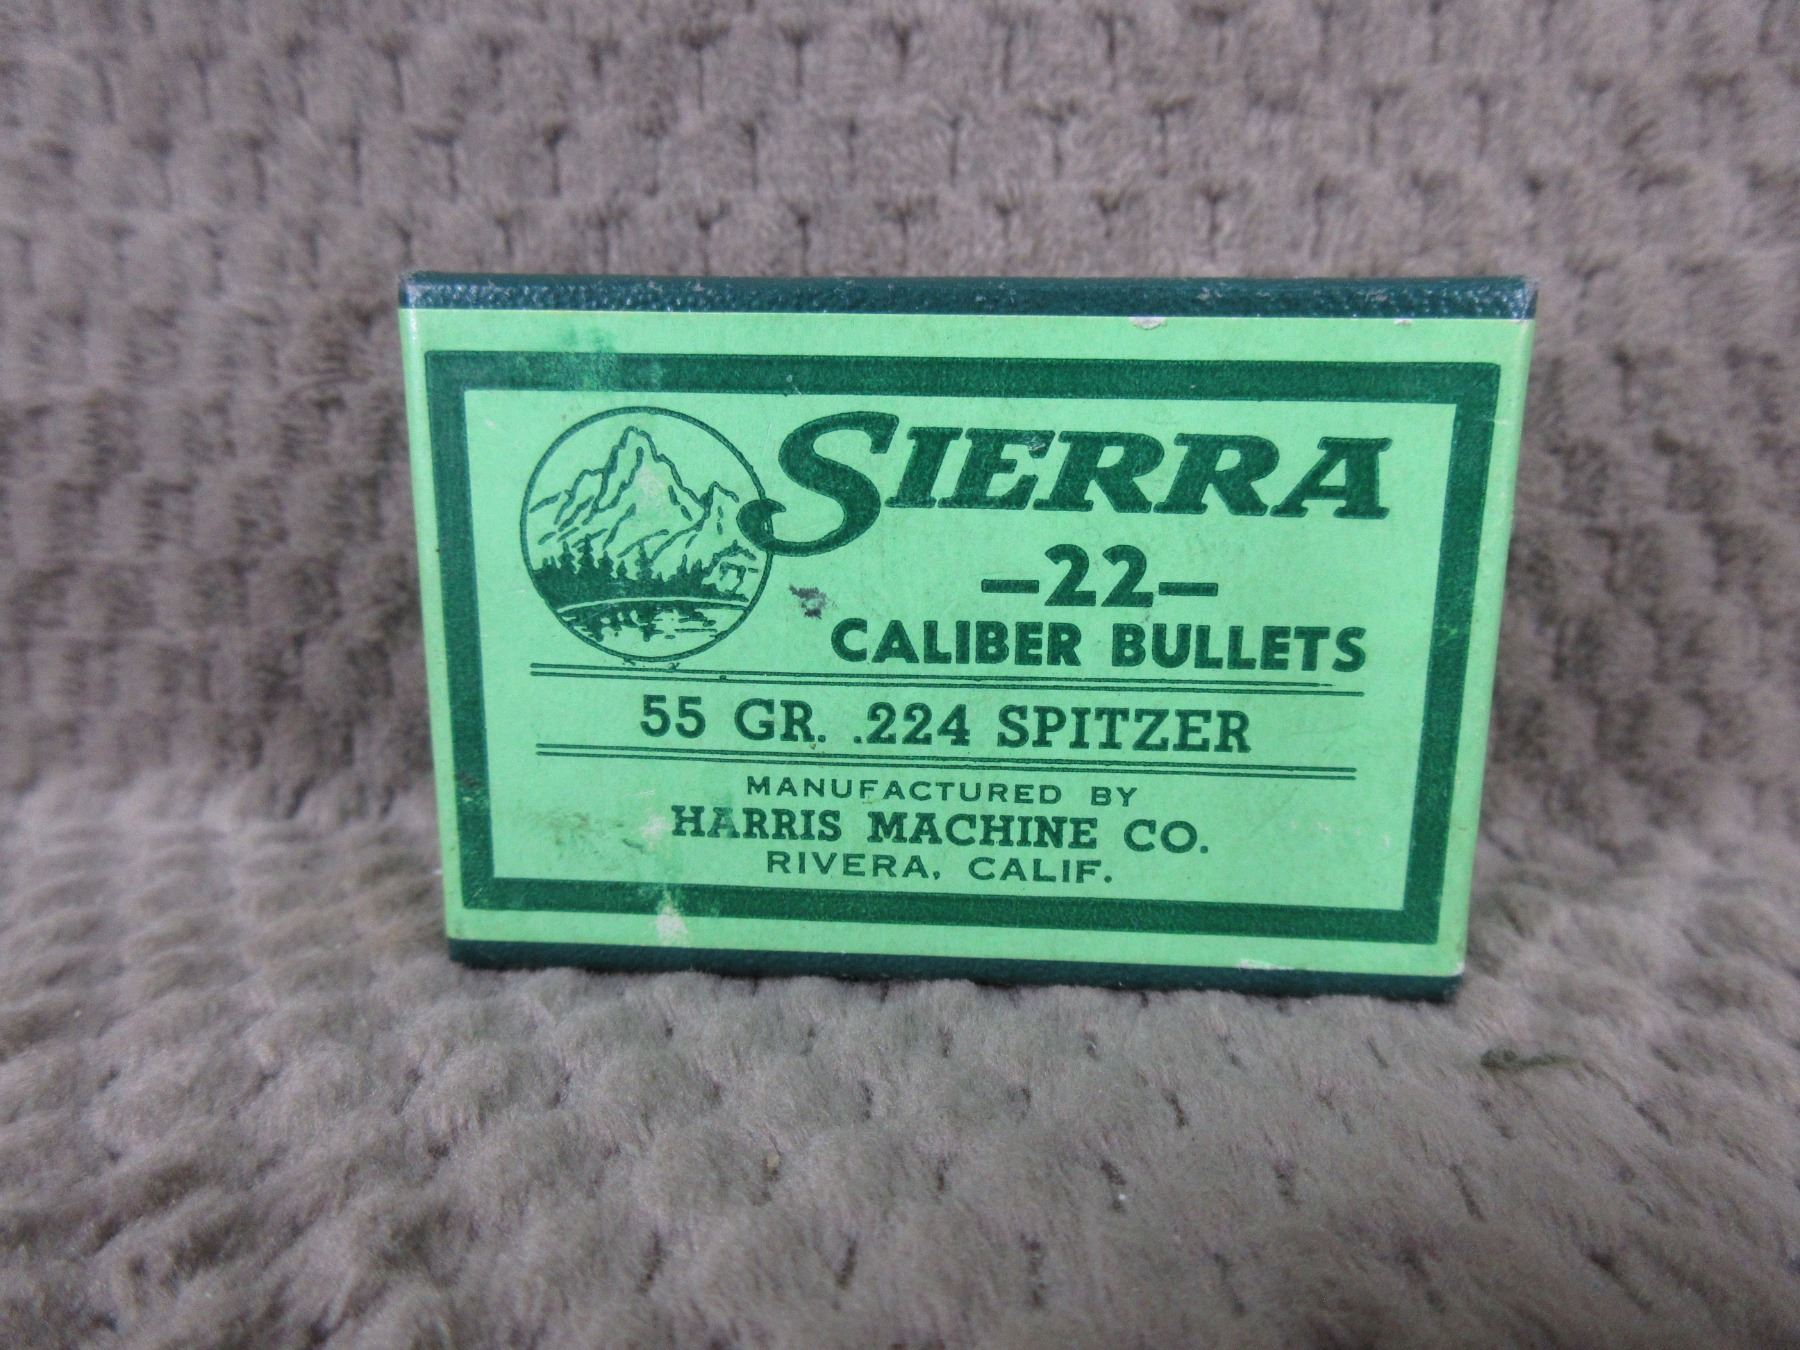 SIERRA
-22-
CALIBER BULLETS
55 GR. .224 SPITZER
MANUFACTURED BY
HARRIS MACHINE CO.
RIVERA, CALIF.